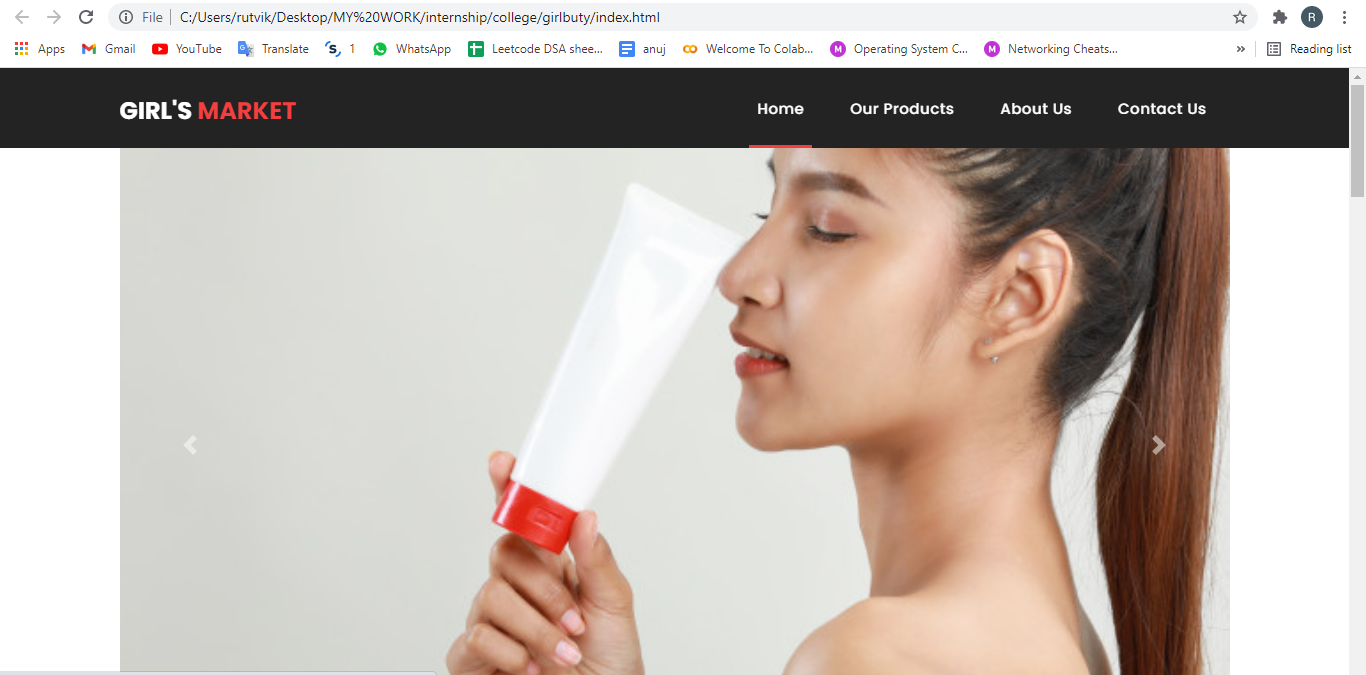 File C:/Users/rutvik/Desktop/MY%20WORK/internship/college/girlbuty/index.html R
Apps Gmail YouTube Translate S 1 WhatsApp Leetcode DSA shee... anuj Welcome To Colab... M Operating System C... M Networking Cheats... » Reading list
GIRL'S MARKET Home Our Products About Us Contact Us